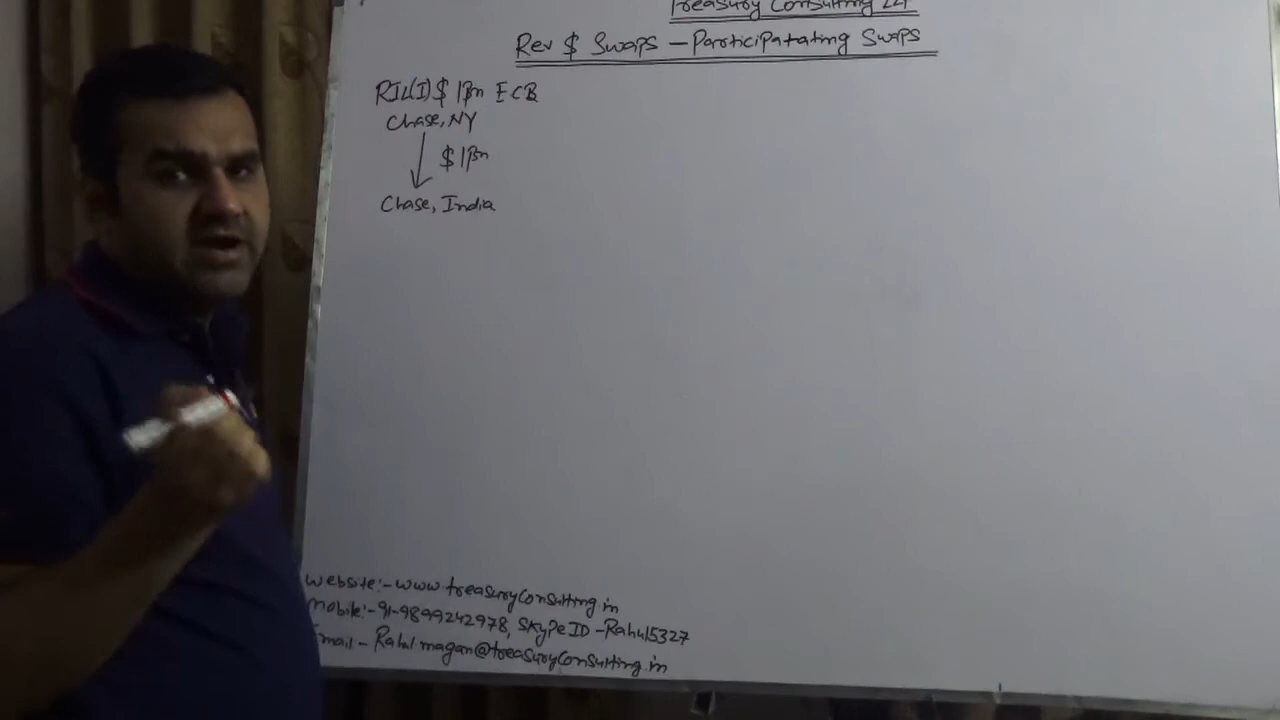 Treasury Consulting LLP
Rev $ Swaps – Participatating Swaps
RIL(I) $ 1Bn ECB
Chase, NY
$ 1Bn
Chase, India
Website:- www.treasuryconsulting.in
Mobile:- 91-9899242978, Skype ID - Rahul5327
Email - Rahul.magan@treasuryconsulting.in